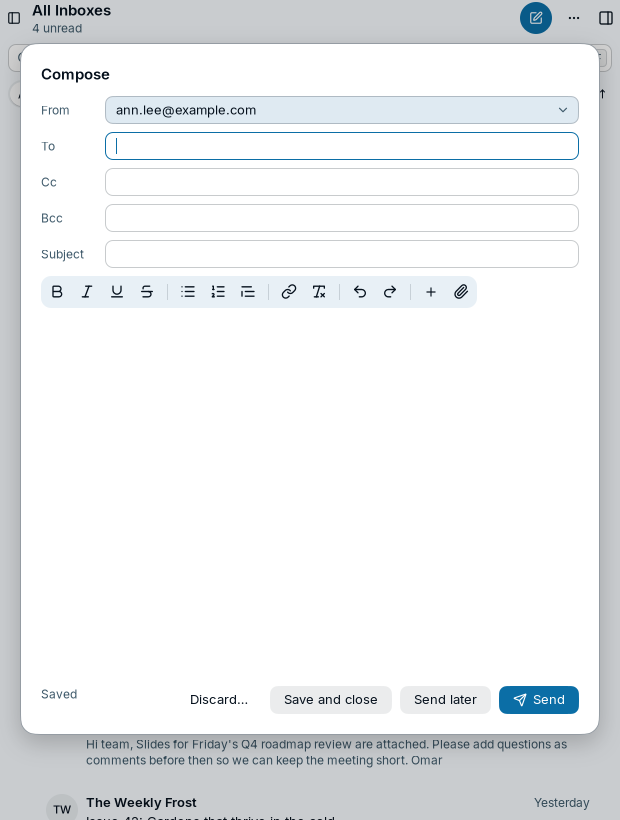 All Inboxes
4 unread
Compose
From
ann.lee@example.com
To
Cc
Bcc
Subject
Saved
Discard...
Save and close
Send later
Send
Hi team, Slides for Friday's Q4 roadmap review are attached. Please add questions as
comments before then so we can keep the meeting short. Omar
TW
The Weekly Frost
Yesterday